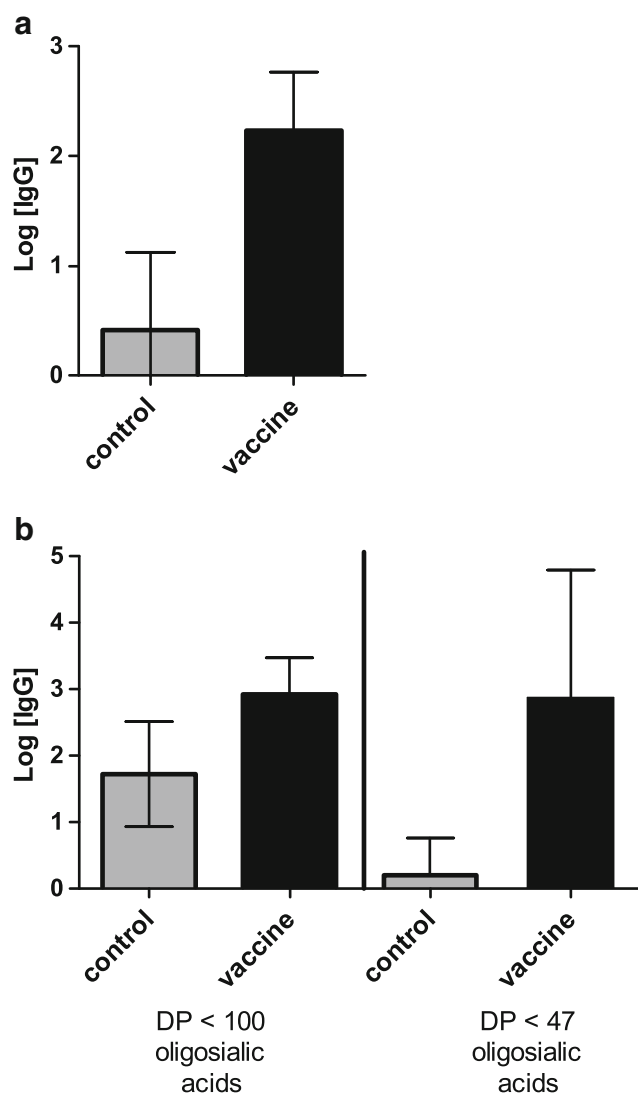 a
3
2
1
0
Log [IgG]
control
vaccine
b
5
4
3
2
1
0
Log [IgG]
control
vaccine
control
vaccine
DP < 100
oligosialic
acids
DP < 47
oligosialic
acids